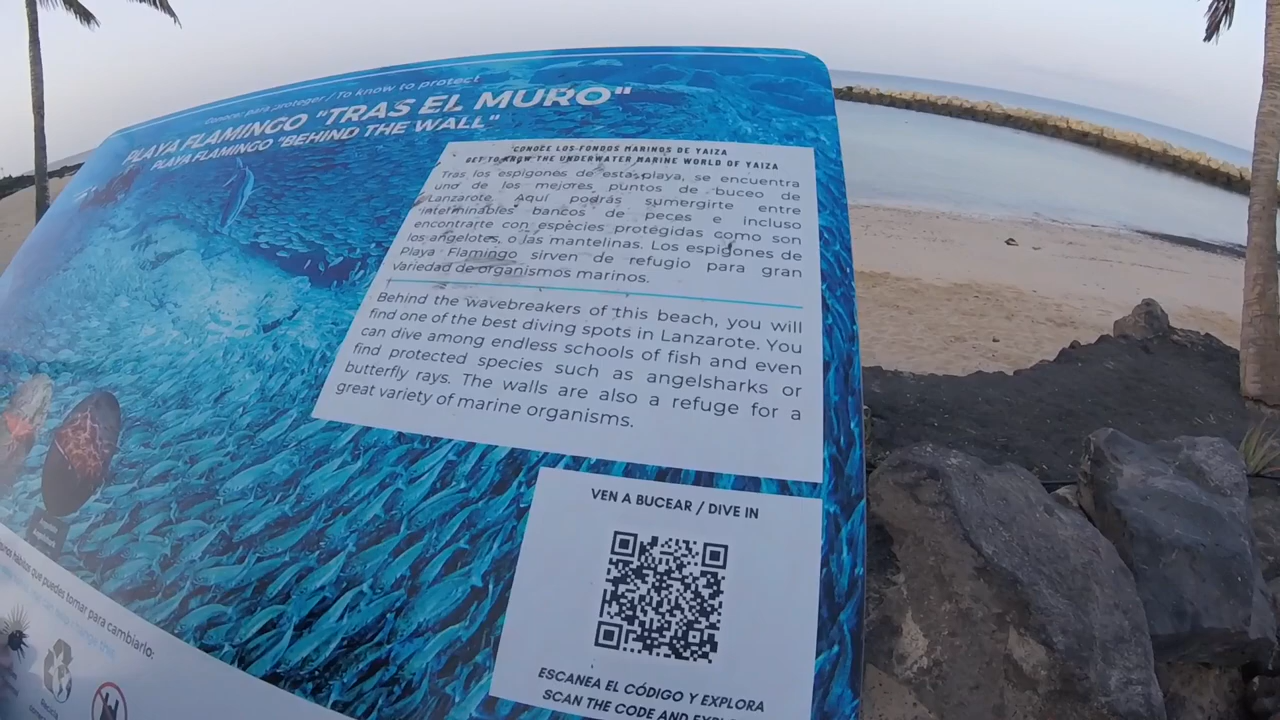 Conocer para proteger / To know to protect
PLAYA FLAMINGO "TRAS EL MURO"
PLAYA FLAMINGO "BEHIND THE WALL"
CONOCE LOS FONDOS MARINOS DE YAIZA
GET TO KNOW THE UNDERWATER MARINE WORLD OF YAIZA
Tras los espigones de esta playa, se encuentra
uno de los mejores puntos de buceo de
Lanzarote. Aquí podrás sumergirte entre
interminables bancos de peces e incluso
encontrarte con especies protegidas como son
los angelotes, o las mantelinas. Los espigones de
Playa Flamingo sirven de refugio para gran
variedad de organismos marinos.
Behind the wavebreakers of this beach, you will
find one of the best diving spots in Lanzarote. You
can dive among endless schools of fish and even
find protected species such as angelsharks or
butterfly rays. The walls are also a refuge for a
great variety of marine organisms.
VEN A BUCEAR / DIVE IN
ESCANEA EL CÓDIGO Y EXPLORA
SCAN THE CODE AND
hábitos que puedes tomar para cambiarlo: